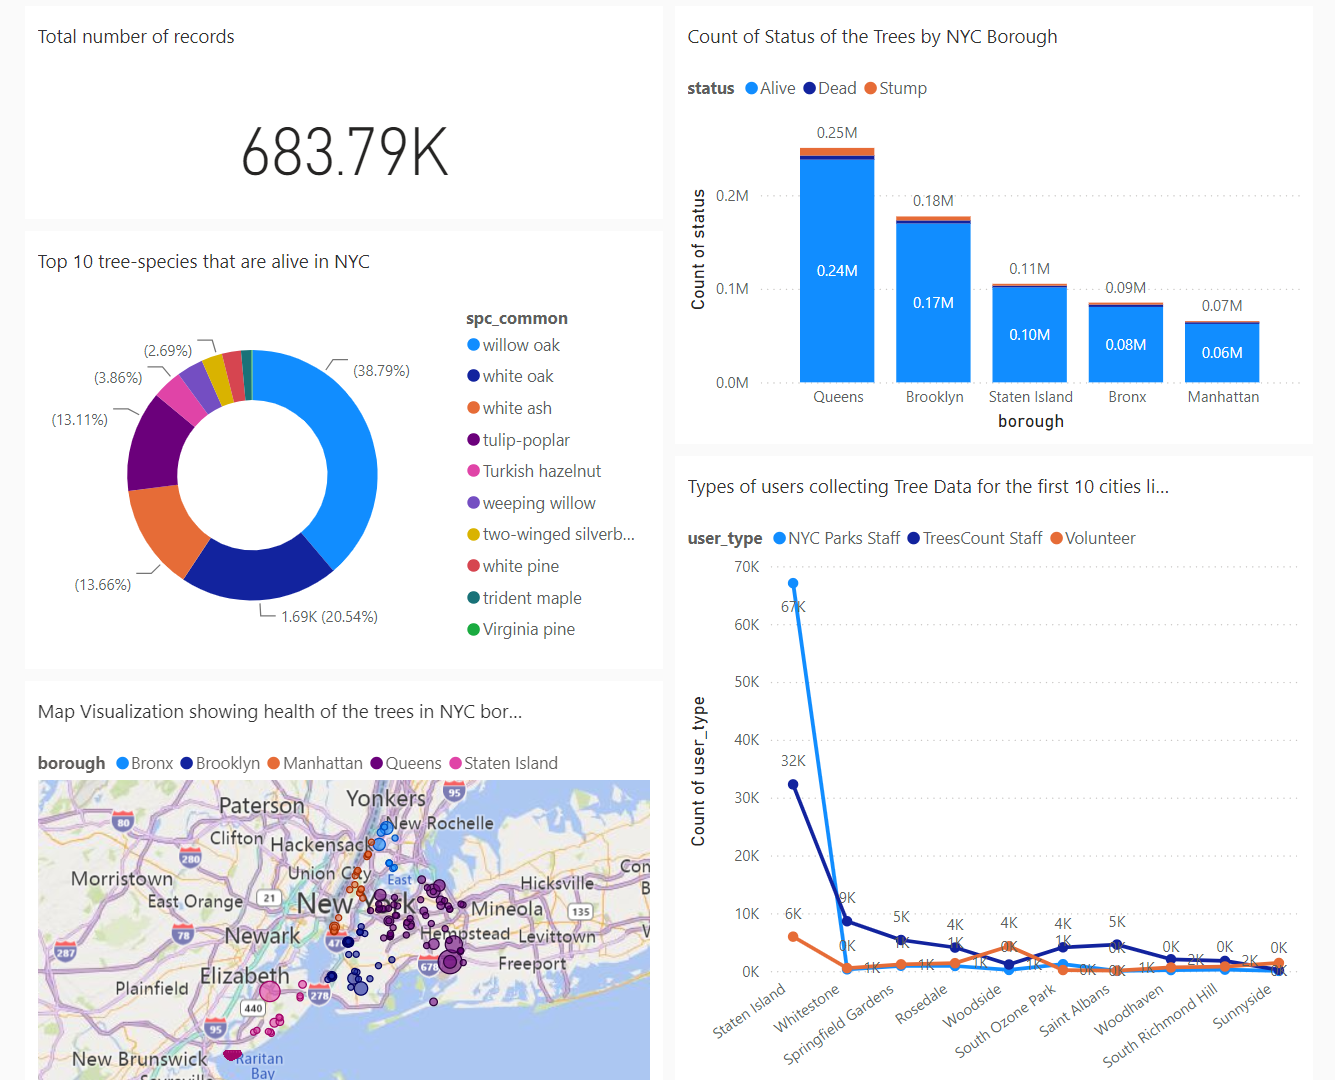 Total number of records
683.79K
Top 10 tree-species that are alive in NYC
(2.69%)
(3.86%)
(13.11%)
(13.66%)
1.69K (20.54%)
(38.79%)
spc_common
willow oak
white oak
white ash
tulip-poplar
Turkish hazelnut
weeping willow
two-winged silverb...
white pine
trident maple
Virginia pine
Map Visualization showing health of the trees in NYC bor...
borough Bronx Brooklyn Manhattan Queens Staten Island
Paterson
Yonkers
95
80
New Rochelle
Clifton
Hackensack
280
Union City
Morristown
East
Hicksville
Con
B
East Orange
21
New York
Mineola
135
78
Newark
Hempstead
Levittown
287
Elizabeth
678
Freeport
Plainfield
278
440
95
New Brunswick
Raritan
Bay
Count of Status of the Trees by NYC Borough
status Alive Dead Stump
Count of status
0.2M
0.1M
0.0M
0.25M
0.24M
0.18M
0.17M
0.11M
0.10M
0.09M
0.08M
0.07M
0.06M
Queens Brooklyn Staten Island Bronx Manhattan
borough
Types of users collecting Tree Data for the first 10 cities li...
user_type NYC Parks Staff TreesCount Staff Volunteer
Count of user_type
70K
60K
50K
40K
30K
20K
10K
0K
67K
32K
6K
9K
0K
1K
5K
1K
4K
1K
4K
0K
4K
1K
0K
5K
0K
1K
0K
2K
0K
2K
0K
Staten Island
Whitestone
Springfield Gardens
Rosedale
Woodside
South Ozone Park
Saint Albans
Woodhaven
South Richmond Hill
Sunnyside